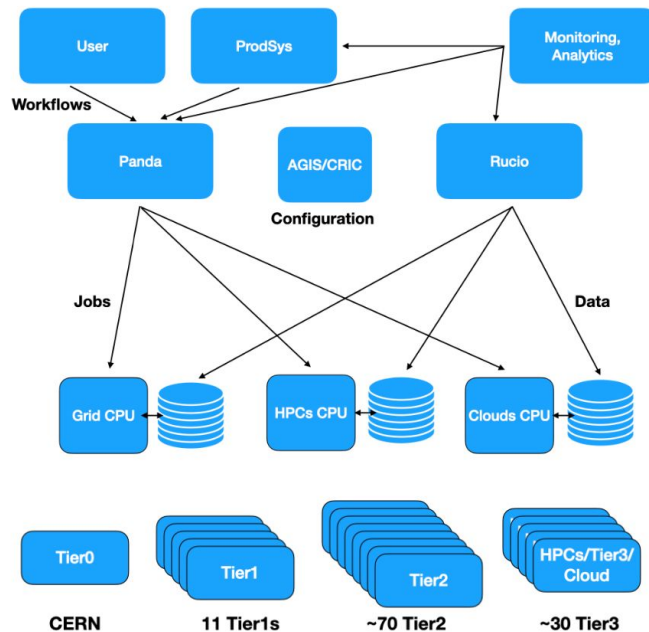 User
ProdSys
Monitoring,
Analytics
Workflows
Panda
AGIS/CRIC
Rucio
Configuration
Jobs
Data
Grid CPU
HPCs CPU
Clouds CPU
Tier0
Tier1
Tier2
HPCs/Tier3/
Cloud
CERN
11 Tier1s
~70 Tier2
~30 Tier3